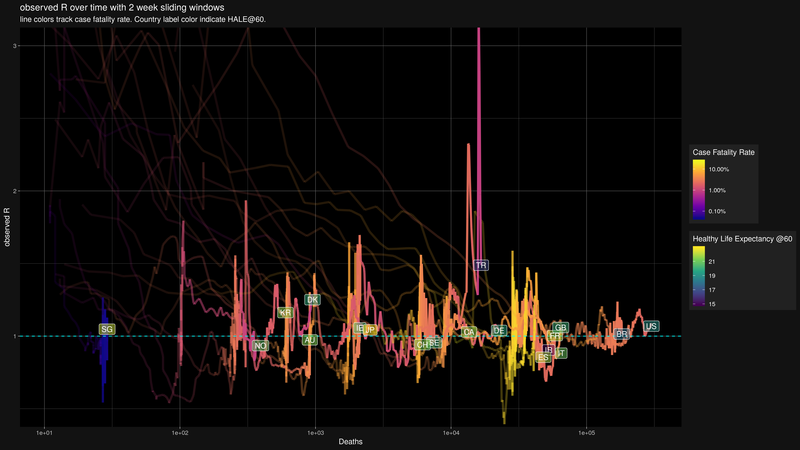 observed R over time with 2 week sliding windows
line colors track case fatality rate. Country label color indicate HALE@60.
3
2
1
observed R
SG
NO
KR
DK
AU
IE
JP
CH
SE
CA
TR
DE
GB
FR
ES
IT
BR
US
1e+01
1e+02
1e+03
1e+04
1e+05
Deaths
Case Fatality Rate
10.00%
1.00%
0.10%
Healthy Life Expectancy @60
21
19
17
15